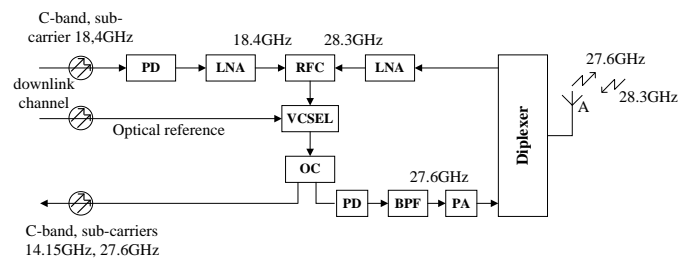 C-band, sub-
carrier 18,4GHz
18.4GHz
28.3GHz
27.6GHz
PD
LNA
RFC
LNA
downlink
channel
A
28.3GHz
Optical reference
VCSEL
Diplexer
OC
27.6GHz
PD
BPF
PA
C-band, sub-carriers
14.15GHz, 27.6GHz